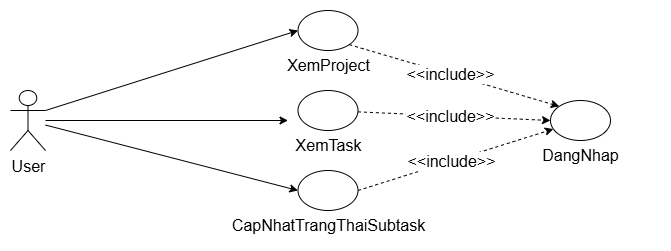 XemProject
<<include>>
User
XemTask
<<include>>
DangNhap
<<include>>
CapNhatTrangThaiSubtask